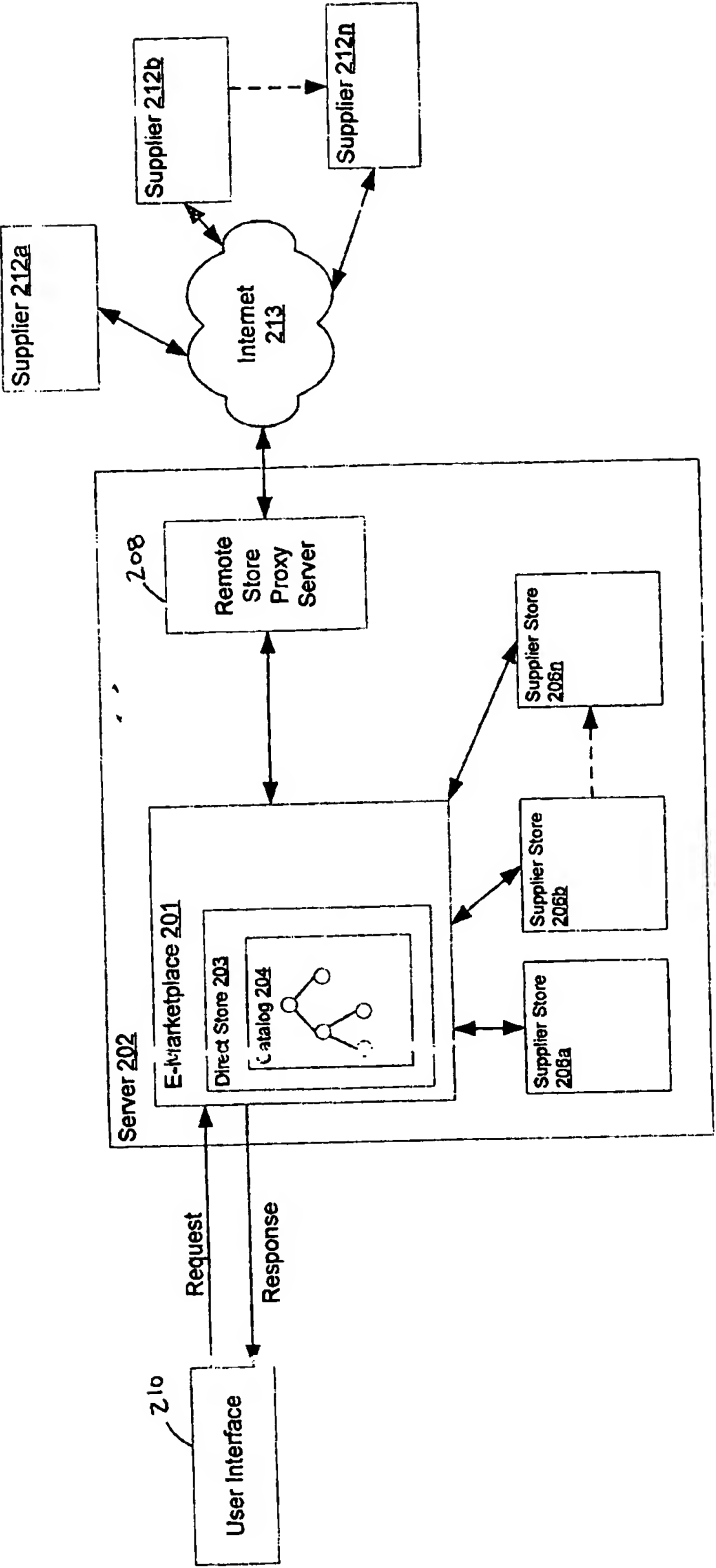 User Interface
210
Request
Response
Server 202
E-Marketplace 201
Direct Store 203
Catalog 204
Remote
Store
Proxy
Server
208
Supplier Store
206a
Supplier Store
206b
Supplier Store
206n
Internet
213
Supplier 212a
Supplier 212b
Supplier 212n